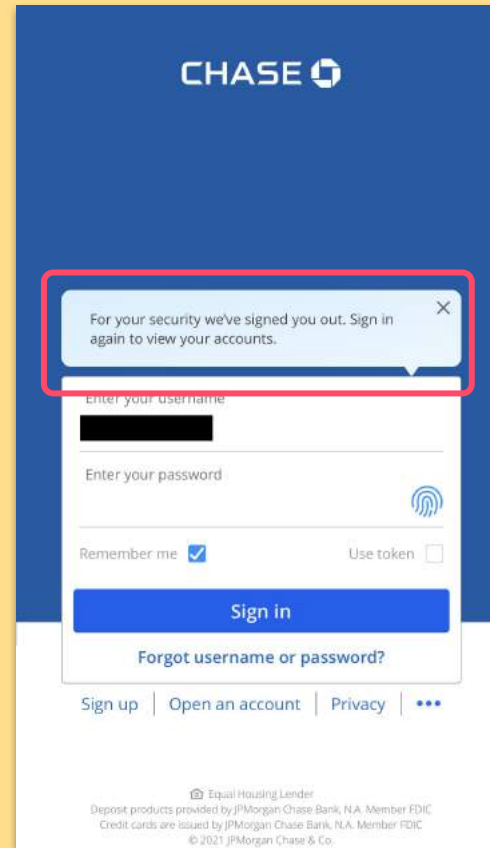 CHASE
For your security we've signed you out. Sign in
again to view your accounts.
Enter your username
Enter your password
Remember me
Use token
Sign in
Forgot username or password?
Sign up | Open an account | Privacy | •••
Equal Housing Lender
Deposit products provided by JPMorgan Chase Bank, N.A. Member FDIC
Credit cards are issued by JPMorgan Chase Bank, N.A. Member FDIC
© 2021 JPMorgan Chase & Co.